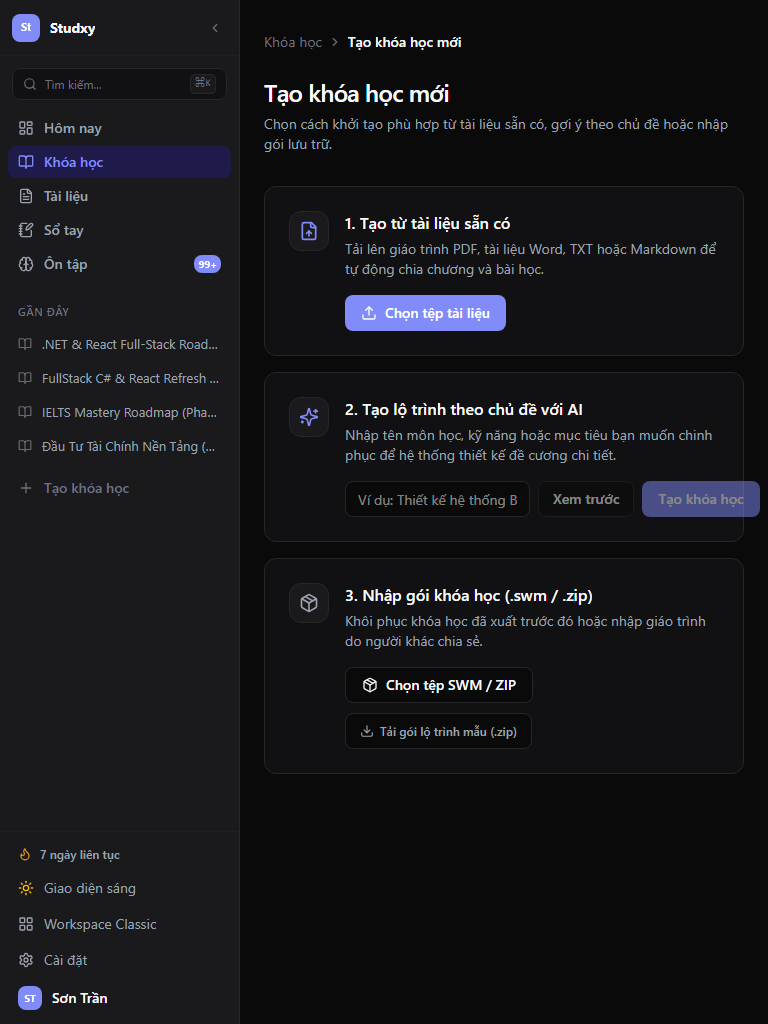 St Studxy
Tìm kiếm... ⌘K
Hôm nay
Khóa học
Tài liệu
Sổ tay
Ôn tập 99+
GẦN ĐÂY
.NET & React Full-Stack Road...
FullStack C# & React Refresh ...
IELTS Mastery Roadmap (Pha...
Đầu Tư Tài Chính Nền Tảng (...
Tạo khóa học
7 ngày liên tục
Giao diện sáng
Workspace Classic
Cài đặt
ST Sơn Trần
Khóa học > Tạo khóa học mới
Tạo khóa học mới
Chọn cách khởi tạo phù hợp từ tài liệu sẵn có, gợi ý theo chủ đề hoặc nhập
gói lưu trữ.
1. Tạo từ tài liệu sẵn có
Tải lên giáo trình PDF, tài liệu Word, TXT hoặc Markdown để
tự động chia chương và bài học.
Chọn tệp tài liệu
2. Tạo lộ trình theo chủ đề với AI
Nhập tên môn học, kỹ năng hoặc mục tiêu bạn muốn chinh
phục để hệ thống thiết kế đề cương chi tiết.
Ví dụ: Thiết kế hệ thống B Xem trước Tạo khóa học
3. Nhập gói khóa học (.swm / .zip)
Khôi phục khóa học đã xuất trước đó hoặc nhập giáo trình
do người khác chia sẻ.
Chọn tệp SWM / ZIP
Tải gói lộ trình mẫu (.zip)